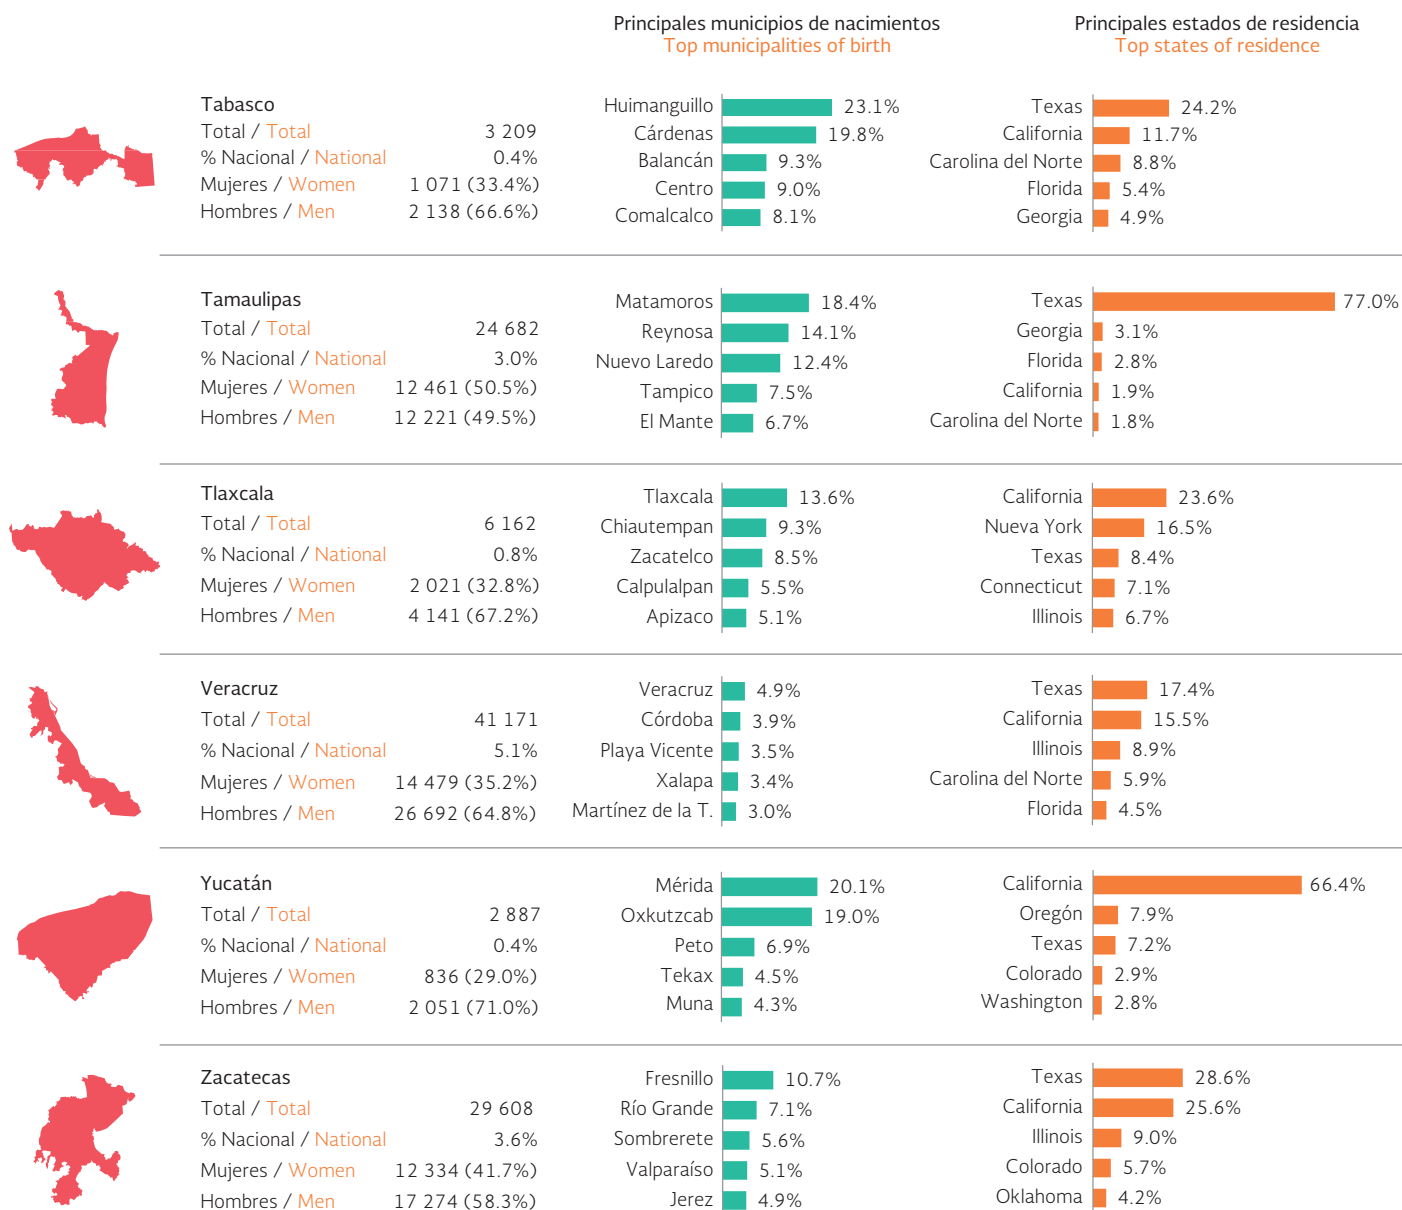 Principales municipios de nacimientos
Top municipalities of birth
Principales estados de residencia
Top states of residence
Tabasco
Total / Total 3 209
% Nacional / National 0.4%
Mujeres / Women 1 071 (33.4%)
Hombres / Men 2 138 (66.6%)
Huimanguillo 23.1%
Cárdenas 19.8%
Balancán 9.3%
Centro 9.0%
Comalcalco 8.1%
Texas 24.2%
California 11.7%
Carolina del Norte 8.8%
Florida 5.4%
Georgia 4.9%
Tamaulipas
Total / Total 24 682
% Nacional / National 3.0%
Mujeres / Women 12 461 (50.5%)
Hombres / Men 12 221 (49.5%)
Matamoros 18.4%
Reynosa 14.1%
Nuevo Laredo 12.4%
Tampico 7.5%
El Mante 6.7%
Texas 77.0%
Georgia 3.1%
Florida 2.8%
California 1.9%
Carolina del Norte 1.8%
Tlaxcala
Total / Total 6 162
% Nacional / National 0.8%
Mujeres / Women 2 021 (32.8%)
Hombres / Men 4 141 (67.2%)
Tlaxcala 13.6%
Chiautempan 9.3%
Zacatelco 8.5%
Calpulalpan 5.5%
Apizaco 5.1%
California 23.6%
Nueva York 16.5%
Texas 8.4%
Connecticut 7.1%
Illinois 6.7%
Veracruz
Total / Total 41 171
% Nacional / National 5.1%
Mujeres / Women 14 479 (35.2%)
Hombres / Men 26 692 (64.8%)
Veracruz 4.9%
Córdoba 3.9%
Playa Vicente 3.5%
Xalapa 3.4%
Martínez de la T. 3.0%
Texas 17.4%
California 15.5%
Illinois 8.9%
Carolina del Norte 5.9%
Florida 4.5%
Yucatán
Total / Total 2 887
% Nacional / National 0.4%
Mujeres / Women 836 (29.0%)
Hombres / Men 2 051 (71.0%)
Mérida 20.1%
Oxkutzcab 19.0%
Peto 6.9%
Tekax 4.5%
Muna 4.3%
California 66.4%
Oregón 7.9%
Texas 7.2%
Colorado 2.9%
Washington 2.8%
Zacatecas
Total / Total 29 608
% Nacional / National 3.6%
Mujeres / Women 12 334 (41.7%)
Hombres / Men 17 274 (58.3%)
Fresnillo 10.7%
Río Grande 7.1%
Sombrerete 5.6%
Valparaíso 5.1%
Jerez 4.9%
Texas 28.6%
California 25.6%
Illinois 9.0%
Colorado 5.7%
Oklahoma 4.2%